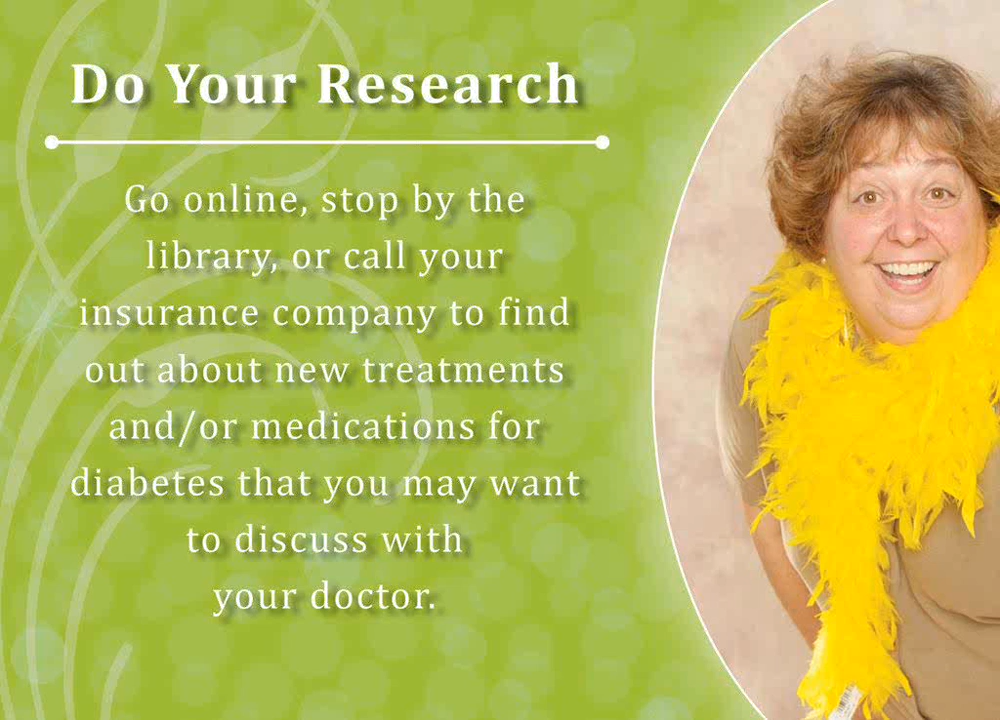 Do Your Research
Go online, stop by the
library, or call your
insurance company to find
out about new treatments
and/or medications for
diabetes that you may want
to discuss with
your doctor.